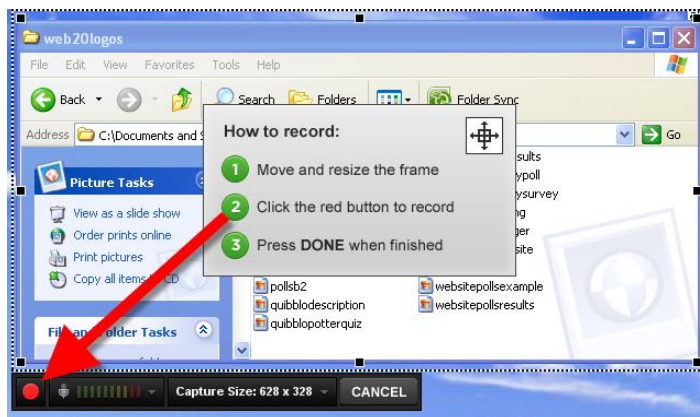 web20logos
File Edit View Favorites Tools Help
Back Search Folders Folder Sync
Address C:\Documents and Go
How to record:
1 Move and resize the frame
2 Click the red button to record
3 Press DONE when finished
Picture Tasks
View as a slide show
Order prints online
Print pictures
Copy all items CD
sults
ypoll
ysurvey
ng
ger
site
pollsb2 websitepollsexample
quibblodescription websitepollsresults
quibblopotterquiz
File Tasks
Capture Size: 628 x 328 CANCEL